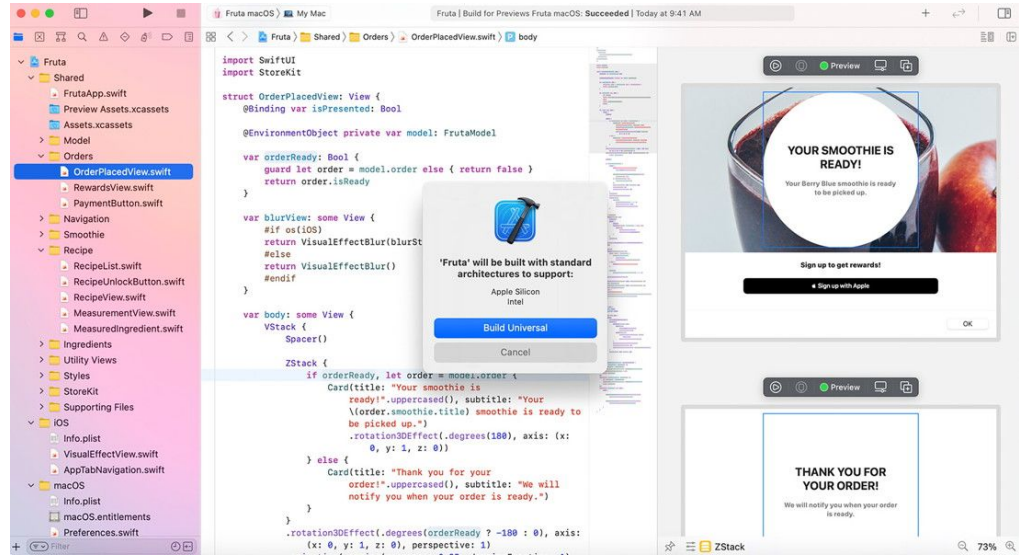 Fruta macOS 〉 My Mac
Fruta | Build for Previews Fruta macOS: Succeeded | Today at 9:41 AM
Fruta 〉 Shared 〉 Orders 〉 OrderPlacedView.swift 〉 P body
Fruta
Shared
FrutaApp.swift
Preview Assets.xcassets
Assets.xcassets
Model
Orders
OrderPlacedView.swift
RewardsView.swift
PaymentButton.swift
Navigation
Smoothie
Recipe
RecipeList.swift
RecipeUnlockButton.swift
RecipeView.swift
MeasurementView.swift
MeasuredIngredient.swift
Ingredients
Utility Views
Styles
StoreKit
Supporting Files
iOS
Info.plist
VisualEffectView.swift
AppTabNavigation.swift
macOS
Info.plist
macOS.entitlements
Preferences.swift
Filter
import SwiftUI
import StoreKit
struct OrderPlacedView: View {
@Binding var isPresented: Bool
@EnvironmentObject private var model: FrutaModel
var orderReady: Bool {
guard let order = model.order else { return false }
return order.isReady
}
var blurView: some View {
#if os(iOS)
return VisualEffectBlur(blurSt
#else
return VisualEffectBlur()
#endif
}
var body: some View {
VStack {
Spacer()
ZStack {
if orderReady, let order = model.order {
Card(title: "Your smoothie is
ready!".uppercased(), subtitle: "Your
\(order.smoothie.title) smoothie is ready to
be picked up.")
.rotation3DEffect(.degrees(180), axis: (x:
0, y: 1, z: 0))
} else {
Card(title: "Thank you for your
order!".uppercased(), subtitle: "We will
notify you when your order is ready.")
}
}
.rotation3DEffect(.degrees(orderReady ? -180 : 0), axis:
(x: 0, y: 1, z: 0), perspective: 1)
'Fruta' will be built with standard
architectures to support:
Apple Silicon
Intel
Build Universal
Cancel
Preview
YOUR SMOOTHIE IS
READY!
Your Berry Blue smoothie is ready
to be picked up.
Sign up to get rewards!
Sign up with Apple
OK
Preview
THANK YOU FOR
YOUR ORDER!
We will notify you when your order
is ready.
ZStack
73%